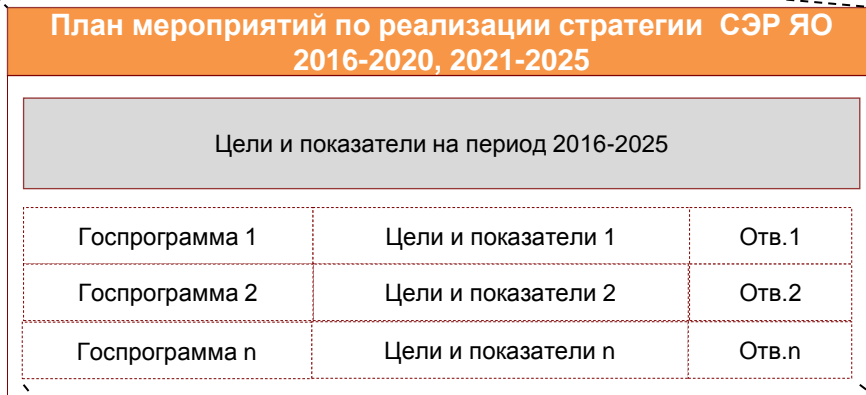 План мероприятий по реализации стратегии СЭР ЯО
2016-2020, 2021-2025
Цели и показатели на период 2016-2025
Госпрограмма 1 Цели и показатели 1 Отв.1
Госпрограмма 2 Цели и показатели 2 Отв.2
Госпрограмма n Цели и показатели n Отв.n